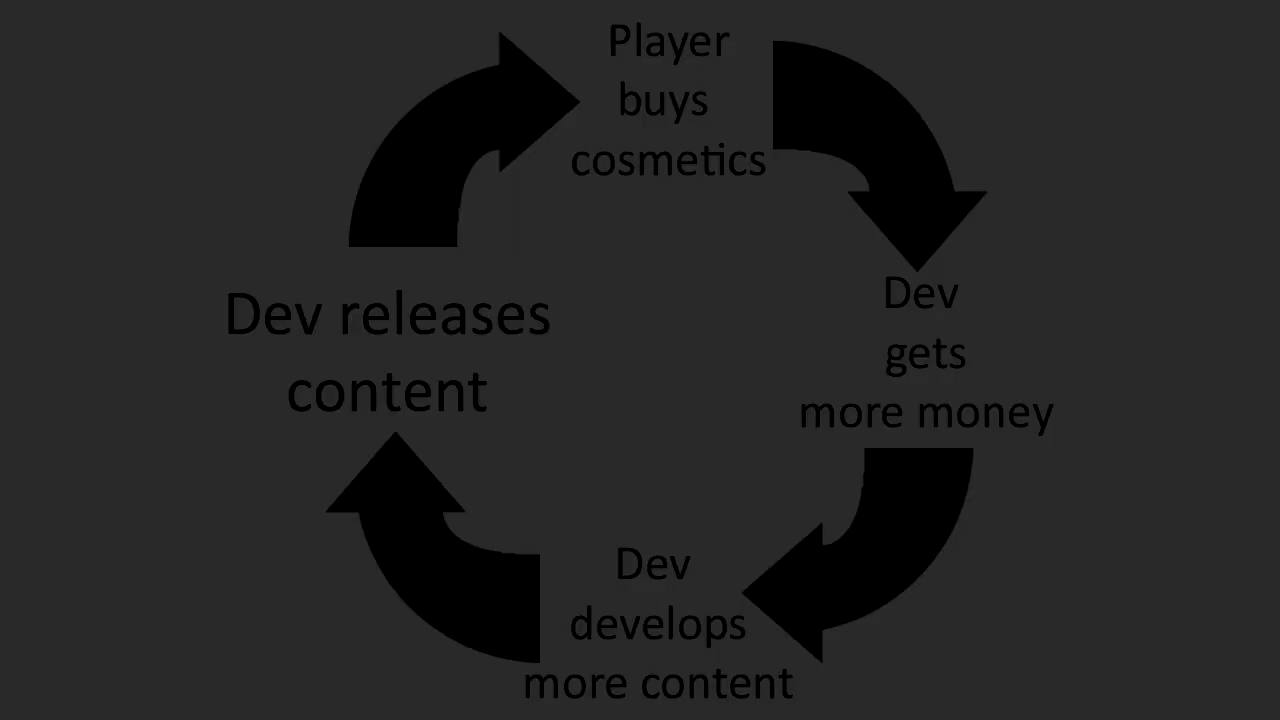 Player
buys
cosmetics
Dev
gets
more money
Dev
develops
more content
Dev releases
content